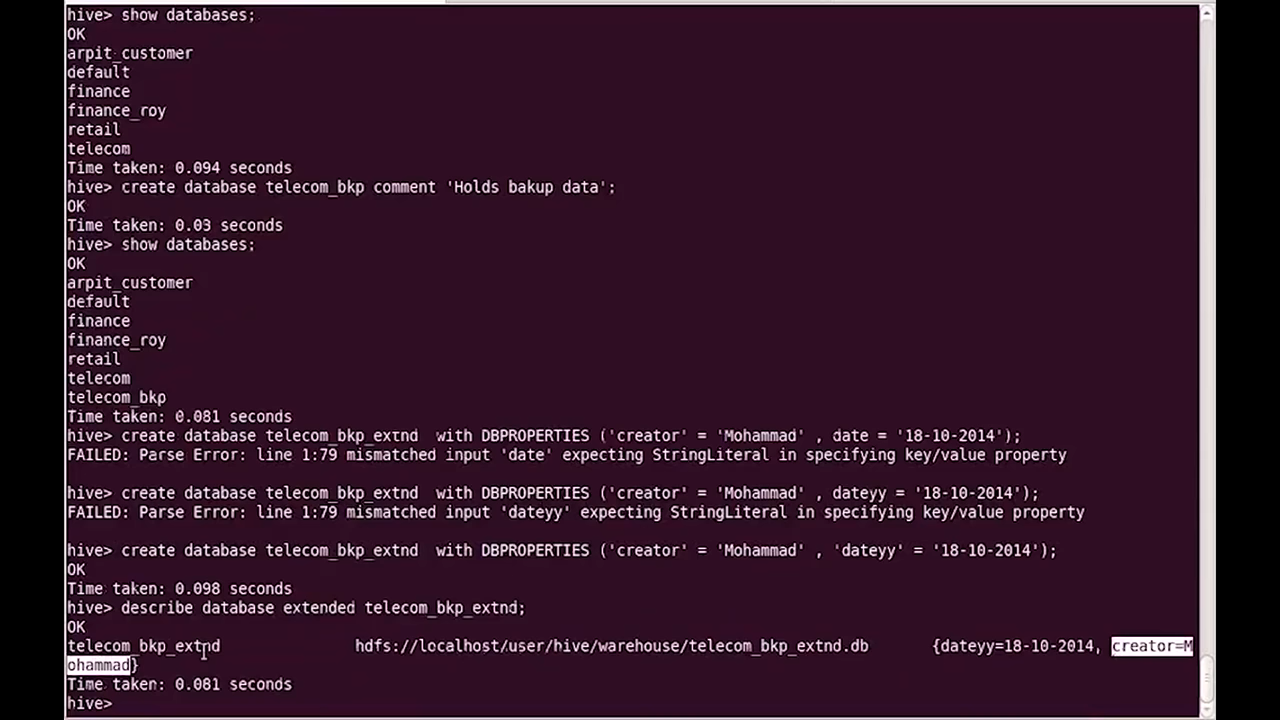 hive> show databases;
OK
arpit_customer
default
finance
finance_roy
retail
telecom
Time taken: 0.094 seconds
hive> create database telecom_bkp comment 'Holds bakup data';
OK
Time taken: 0.03 seconds
hive> show databases;
OK
arpit_customer
default
finance
finance_roy
retail
telecom
telecom_bkp
Time taken: 0.081 seconds
hive> create database telecom_bkp_extnd  with DBPROPERTIES ('creator' = 'Mohammad' , date = '18-10-2014');
FAILED: Parse Error: line 1:79 mismatched input 'date' expecting StringLiteral in specifying key/value property
hive> create database telecom_bkp_extnd  with DBPROPERTIES ('creator' = 'Mohammad' , dateyy = '18-10-2014');
FAILED: Parse Error: line 1:79 mismatched input 'dateyy' expecting StringLiteral in specifying key/value property
hive> create database telecom_bkp_extnd  with DBPROPERTIES ('creator' = 'Mohammad' , 'dateyy' = '18-10-2014');
OK
Time taken: 0.098 seconds
hive> describe database extended telecom_bkp_extnd;
OK
telecom_bkp_extnd               hdfs://localhost/user/hive/warehouse/telecom_bkp_extnd.db       {dateyy=18-10-2014, creator=M
ohammad}
Time taken: 0.081 seconds
hive>